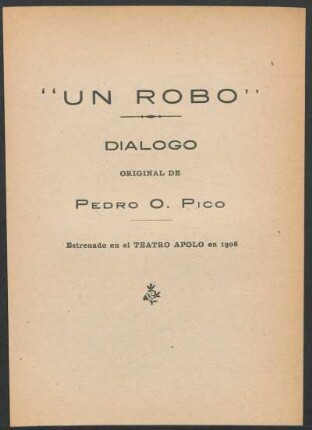 "UN ROBO"
DIALOGO
ORIGINAL DE
PEDRO O. PICO
Estrenado en el TEATRO APOLO en 1908